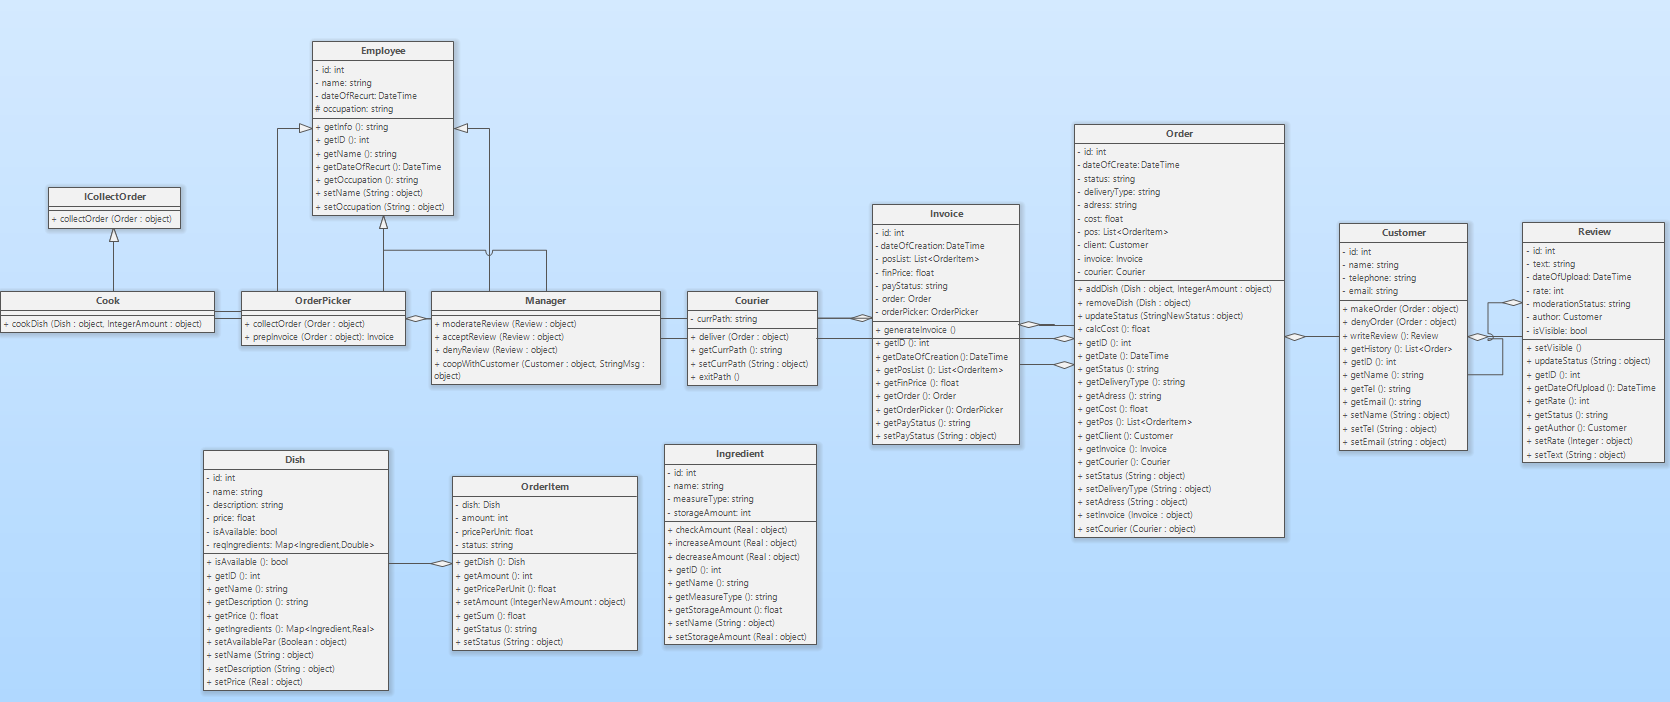 Employee
- id: int
- name: string
- dateOfRecurt: DateTime
# occupation: string
+ getInfo (): string
+ getID (): int
+ getName (): string
+ getDateOfRecurt (): DateTime
+ getOccupation (): string
+ setName (String : object)
+ setOccupation (String : object)
ICollectOrder
+ collectOrder (Order : object)
Cook
+ cookDish (Dish : object, IntegerAmount : object)
OrderPicker
+ collectOrder (Order : object)
+ prepInvoice (Order : object): Invoice
Manager
+ moderateReview (Review : object)
+ acceptReview (Review : object)
+ denyReview (Review : object)
+ coopWithCustomer (Customer : object, StringMsg :
object)
Courier
- currPath: string
+ deliver (Order : object)
+ getCurrPath (): string
+ setCurrPath (String : object)
+ exitPath ()
Invoice
- id: int
- dateOfCreation: DateTime
- posList: List<OrderItem>
- finPrice: float
- payStatus: string
- order: Order
- orderPicker: OrderPicker
+ generateInvoice ()
+ getID (): int
+ getDateOfCreation (): DateTime
+ getPosList (): List<OrderItem>
+ getFinPrice (): float
+ getOrder (): Order
+ getOrderPicker (): OrderPicker
+ getPayStatus (): string
+ setPayStatus (String : object)
Order
- id: int
- dateOfCreate: DateTime
- status: string
- deliveryType: string
- adress: string
- cost: float
- pos: List<OrderItem>
- client: Customer
- invoice: Invoice
- courier: Courier
+ addDish (Dish : object, IntegerAmount : object)
+ removeDish (Dish : object)
+ updateStatus (StringNewStatus : object)
+ calcCost (): float
+ getID (): int
+ getDate (): DateTime
+ getStatus (): string
+ getDeliveryType (): string
+ getAdress (): string
+ getCost (): float
+ getPos (): List<OrderItem>
+ getClient (): Customer
+ getInvoice (): Invoice
+ getCourier (): Courier
+ setStatus (String : object)
+ setDeliveryType (String : object)
+ setAdress (String : object)
+ setInvoice (Invoice : object)
+ setCourier (Courier : object)
Customer
- id: int
- name: string
- telephone: string
- email: string
+ makeOrder (Order : object)
+ denyOrder (Order : object)
+ writeReview (): Review
+ getHistory (): List<Order>
+ getID (): int
+ getName (): string
+ getTel (): string
+ getEmail (): string
+ setName (String : object)
+ setTel (String : object)
+ setEmail (string : object)
Review
- id: int
- text: string
- dateOfUpload: DateTime
- rate: int
- moderationStatus: string
- author: Customer
- isVisible: bool
+ setVisible ()
+ updateStatus (String : object)
+ getID (): int
+ getDateOfUpload (): DateTime
+ getRate (): int
+ getStatus (): string
+ getAuthor (): Customer
+ setRate (Integer : object)
+ setText (String : object)
Dish
- id: int
- name: string
- description: string
- price: float
- isAvailable: bool
- reqIngredients: Map<Ingredient,Double>
+ isAvailable (): bool
+ getID (): int
+ getName (): string
+ getDescription (): string
+ getPrice (): float
+ getIngredients (): Map<Ingredient,Real>
+ setAvailablePar (Boolean : object)
+ setName (String : object)
+ setDescription (String : object)
+ setPrice (Real : object)
OrderItem
- dish: Dish
- amount: int
- pricePerUnit: float
- status: string
+ getDish (): Dish
+ getAmount (): int
+ getPricePerUnit (): float
+ setAmount (IntegerNewAmount : object)
+ getSum (): float
+ getStatus (): string
+ setStatus (String : object)
Ingredient
- id: int
- name: string
- measureType: string
- storageAmount: int
+ checkAmount (Real : object)
+ increaseAmount (Real : object)
+ decreaseAmount (Real : object)
+ getID (): int
+ getName (): string
+ getMeasureType (): string
+ getStorageAmount (): float
+ setName (String : object)
+ setStorageAmount (Real : object)